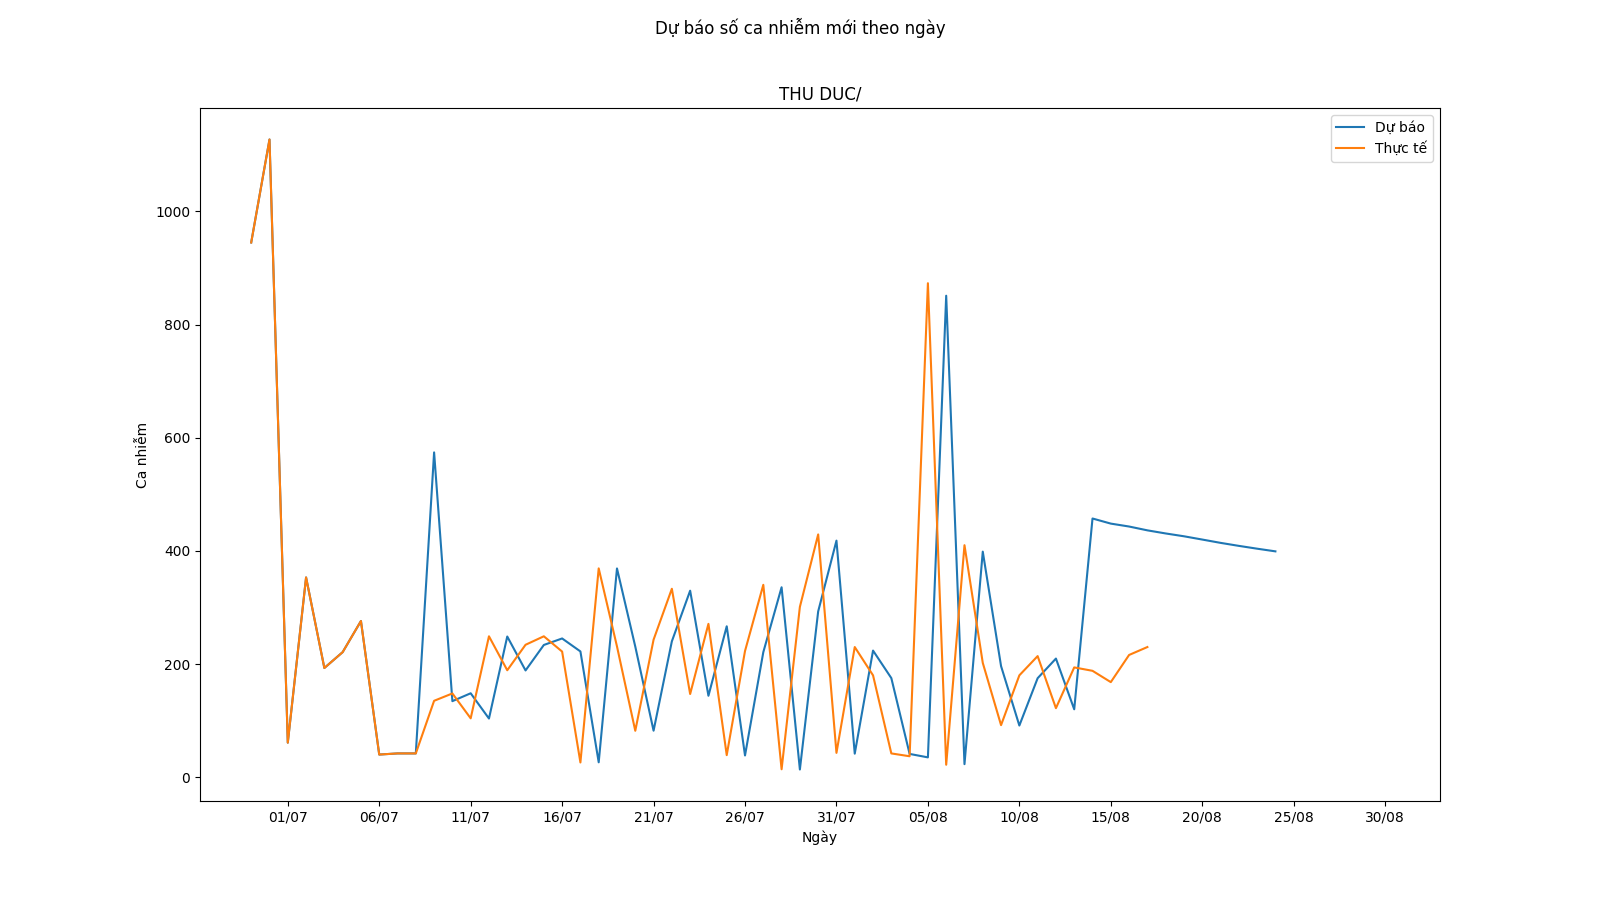 Dự báo số ca nhiễm mới theo ngày
THU DUC/
Dự báo
Thực tế
1000
800
600
400
200
0
Ca nhiễm
01/07 06/07 11/07 16/07 21/07 26/07 31/07 05/08 10/08 15/08 20/08 25/08 30/08
Ngày